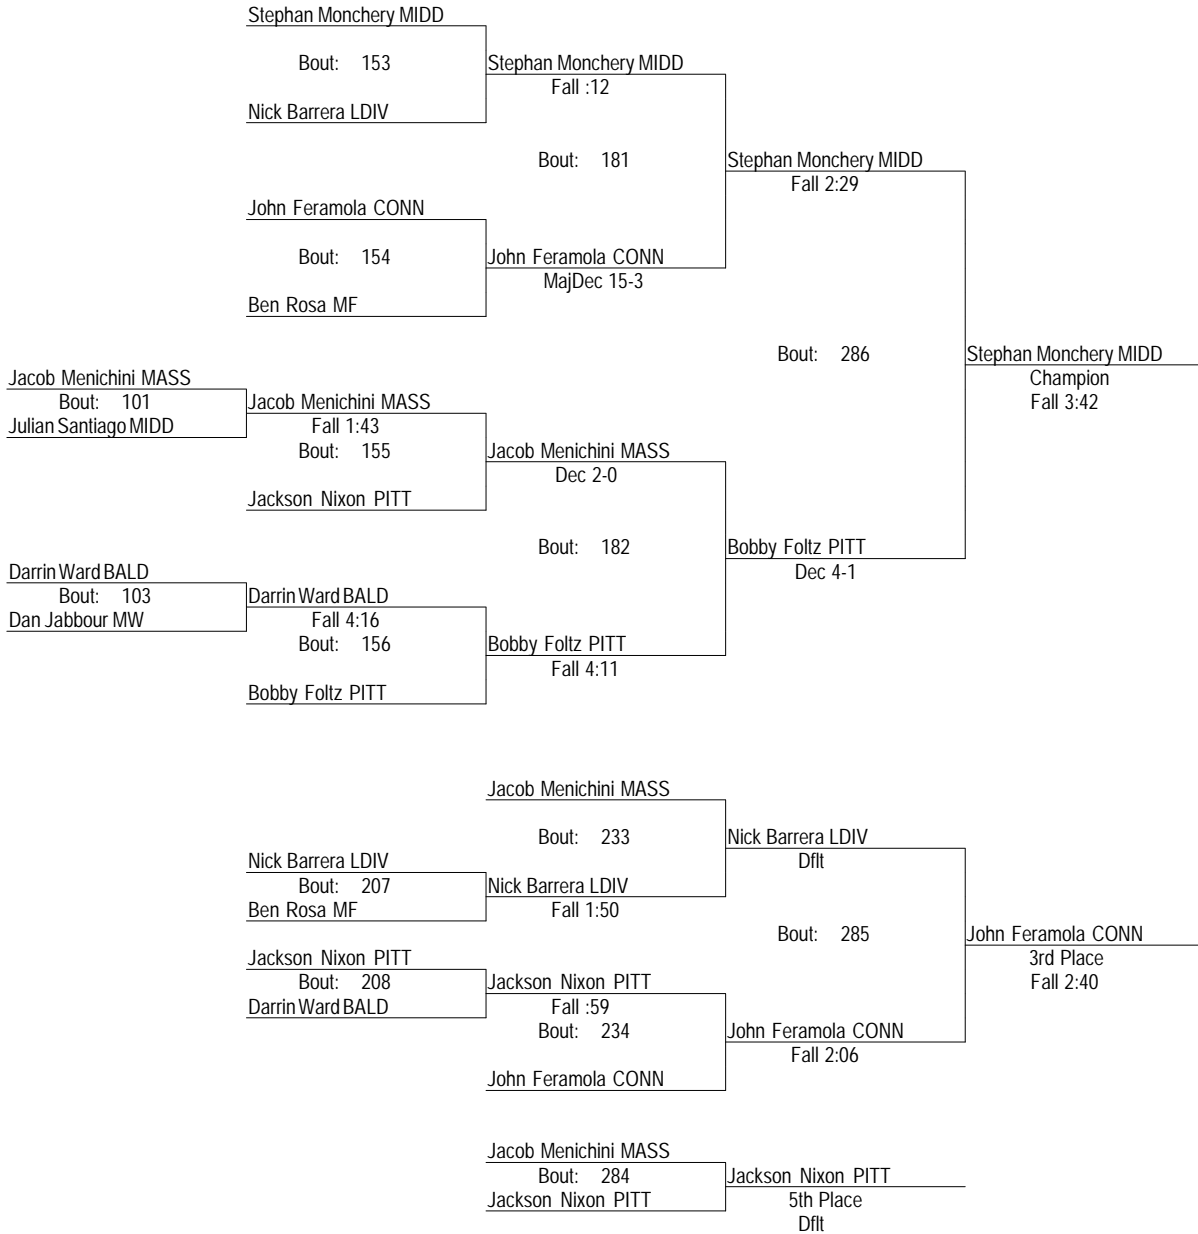 Stephan Monchery MIDD
Bout: 153
Stephan Monchery MIDD
Fall :12
Nick Barrera LDIV
Bout: 181
Stephan Monchery MIDD
Fall 2:29
John Feramola CONN
Bout: 154
John Feramola CONN
MajDec 15-3
Ben Rosa MF
Bout: 286
Stephan Monchery MIDD
Champion
Fall 3:42
Jacob Menichini MASS
Bout: 101
Jacob Menichini MASS
Julian Santiago MIDD
Fall 1:43
Bout: 155
Jacob Menichini MASS
Dec 2-0
Jackson Nixon PITT
Bout: 182
Bobby Foltz PITT
Dec 4-1
Darrin Ward BALD
Bout: 103
Darrin Ward BALD
Dan Jabbour MW
Fall 4:16
Bout: 156
Bobby Foltz PITT
Fall 4:11
Bobby Foltz PITT
Jacob Menichini MASS
Bout: 233
Nick Barrera LDIV
Dflt
Nick Barrera LDIV
Bout: 207
Nick Barrera LDIV
Ben Rosa MF
Fall 1:50
Bout: 285
John Feramola CONN
3rd Place
Fall 2:40
Jackson Nixon PITT
Bout: 208
Jackson Nixon PITT
Darrin Ward BALD
Fall :59
Bout: 234
John Feramola CONN
Fall 2:06
John Feramola CONN
Jacob Menichini MASS
Bout: 284
Jackson Nixon PITT
Jackson Nixon PITT
5th Place
Dflt